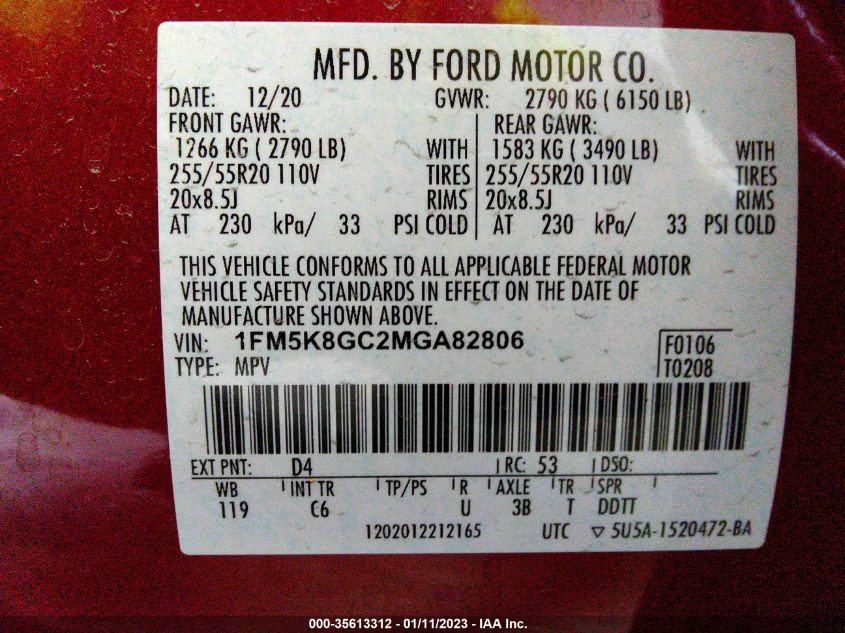 MFD. BY FORD MOTOR CO.
DATE: 12/20 GVWR: 2790 KG ( 6150 LB)
FRONT GAWR: REAR GAWR:
1266 KG ( 2790 LB) WITH 1583 KG ( 3490 LB) WITH
255/55R20 110V TIRES 255/55R20 110V TIRES
20x8.5J RIMS 20x8.5J RIMS
AT 230 kPa/ 33 PSI COLD AT 230 kPa/ 33 PSI COLD
THIS VEHICLE CONFORMS TO ALL APPLICABLE FEDERAL MOTOR
VEHICLE SAFETY STANDARDS IN EFFECT ON THE DATE OF
MANUFACTURE SHOWN ABOVE.
VIN: 1FM5K8GC2MGA82806 F0106
TYPE: MPV T0208
EXT PNT: D4 RC: 53 DSO:
WB INT TR TP/PS R AXLE TR SPR
119 C6 U 3B T DDTT
1202012212165 UTC ▽ 5U5A-1520472-BA
000-35613312 - 01/11/2023 - IAA Inc.